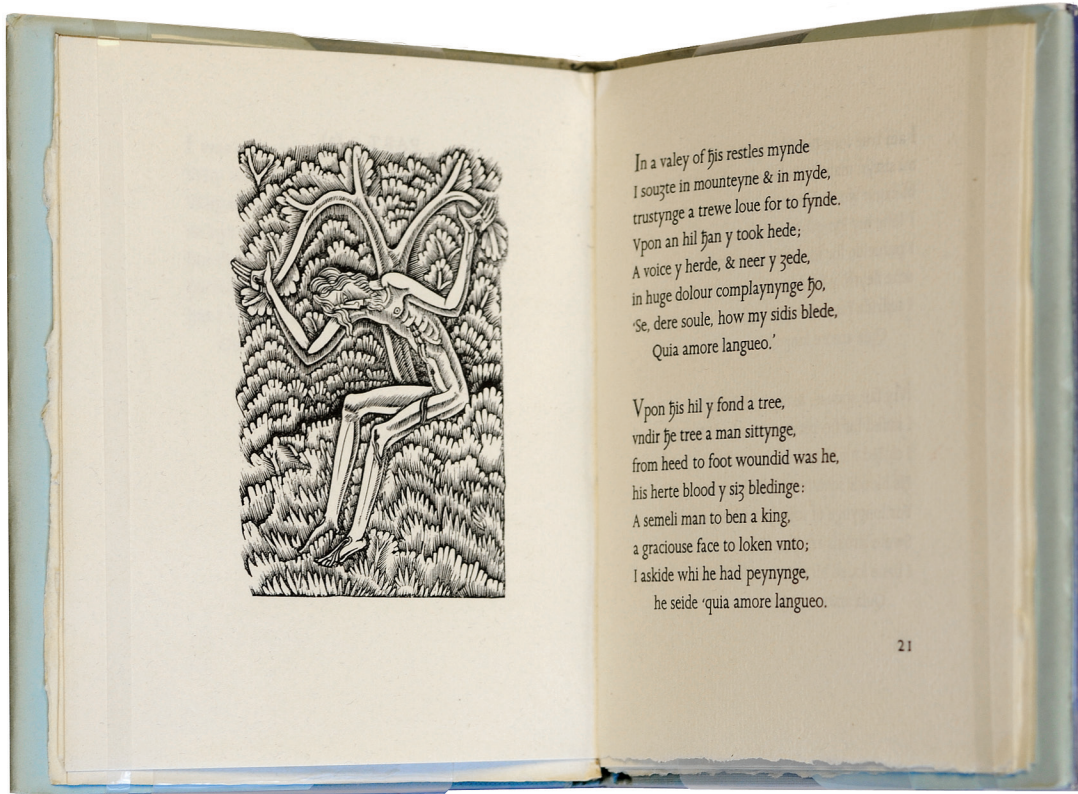 In a valey of þis restles mynde
I souȝte in mounteyne & in myde,
trustynge a trewe loue for to fynde.
Vpon an hil þan y took hede;
A voice y herde, & neer y ȝede,
in huge dolour complaynynge þo,
‘Se, dere soule, how my sidis blede,
Quia amore langueo.’
Vpon þis hil y fond a tree,
vndir þe tree a man sittynge,
from heed to foot woundid was he,
his herte blood y siȝ bledinge:
A semeli man to ben a king,
a graciouse face to loken vnto;
I askide whi he had peynynge,
he seide ‘quia amore langueo.
21